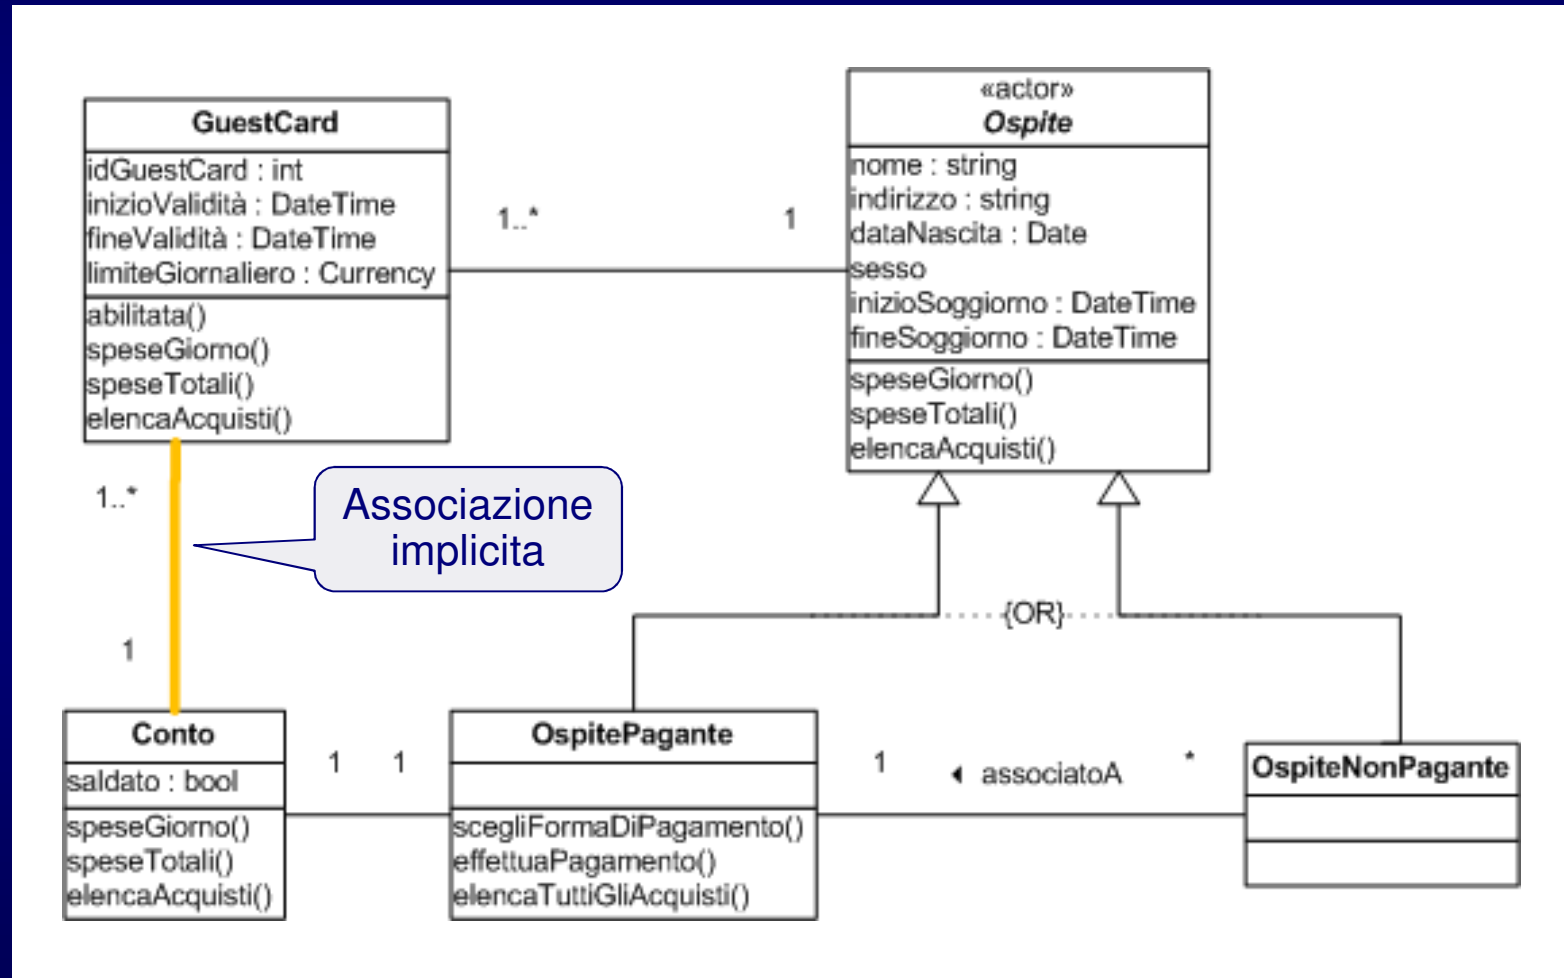 GuestCard
idGuestCard : int
inizioValidità : DateTime
fineValidità : DateTime
limiteGiornaliero : Currency
abilitata()
speseGiorno()
speseTotali()
elencaAcquisti()
1..*
1
«actor»
Ospite
nome : string
indirizzo : string
dataNascita : Date
sesso
inizioSoggiorno : DateTime
fineSoggiorno : DateTime
speseGiorno()
speseTotali()
elencaAcquisti()
1..*
Associazione
implicita
1
{OR}
Conto
saldato : bool
speseGiorno()
speseTotali()
elencaAcquisti()
1
1
OspitePagante
scegliFormaDiPagamento()
effettuaPagamento()
elencaTuttiGliAcquisti()
1
associatoA
*
OspiteNonPagante